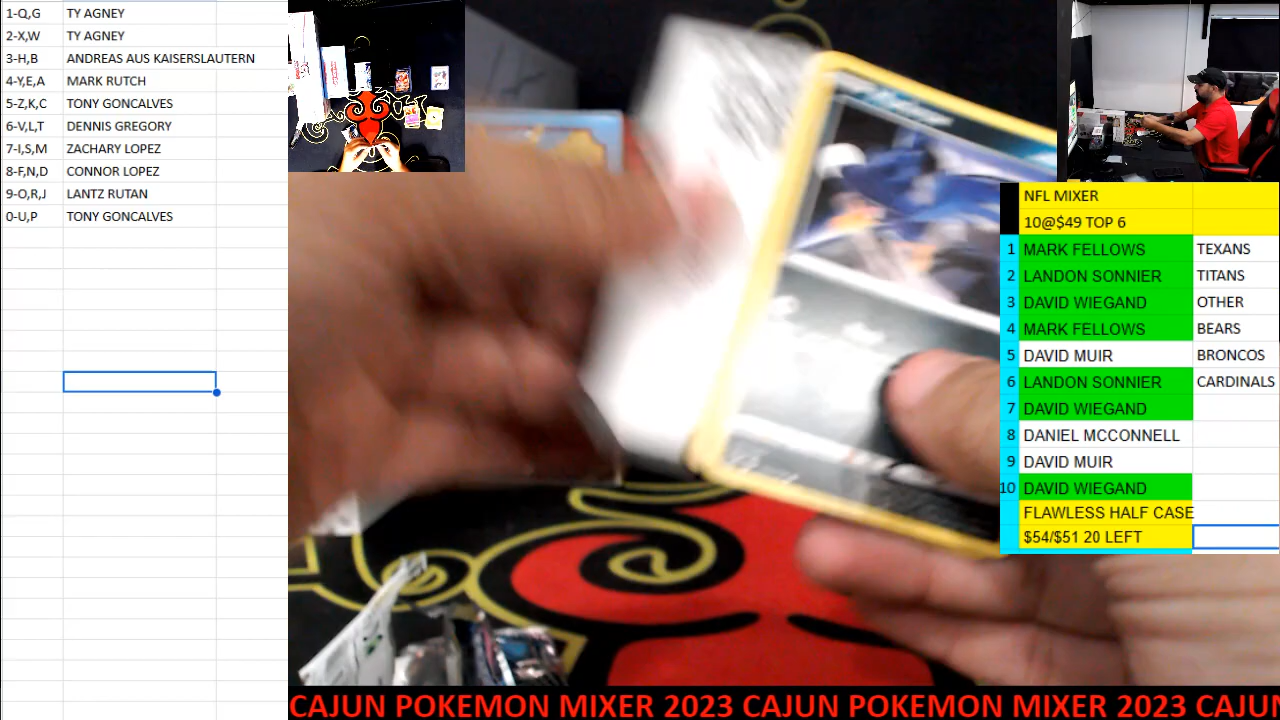 1-Q,G TY AGNEY
2-X,W TY AGNEY
3-H,B ANDREAS AUS KAISERSLAUTERN
4-Y,E,A MARK RUTCH
5-Z,K,C TONY GONCALVES
6-V,L,T DENNIS GREGORY
7-I,S,M ZACHARY LOPEZ
8-F,N,D CONNOR LOPEZ
9-O,R,J LANTZ RUTAN
0-U,P TONY GONCALVES
NFL MIXER
10@$49 TOP 6
1 MARK FELLOWS TEXANS
2 LANDON SONNIER TITANS
3 DAVID WIEGAND OTHER
4 MARK FELLOWS BEARS
5 DAVID MUIR BRONCOS
6 LANDON SONNIER CARDINALS
7 DAVID WIEGAND
8 DANIEL MCCONNELL
9 DAVID MUIR
10 DAVID WIEGAND
FLAWLESS HALF CASE
$54/$51 20 LEFT
CAJUN POKEMON MIXER 2023 CAJUN POKEMON MIXER 2023 CAJUN